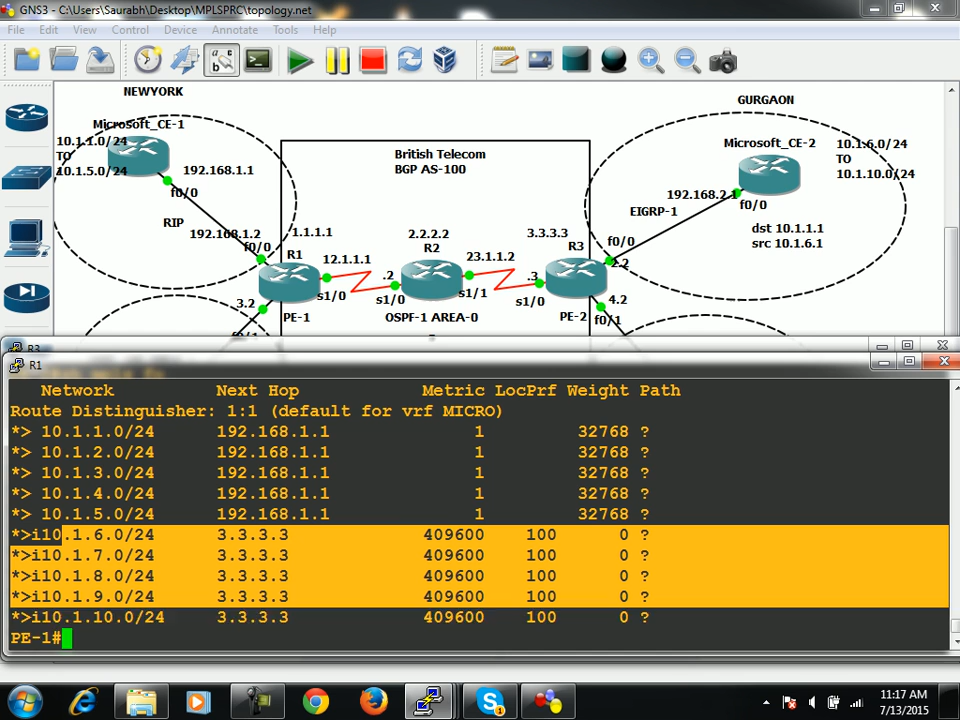 GNS3 - C:\Users\Saurabh\Desktop\MPLSPRC\topology.net
File Edit View Control Device Annotate Tools Help
NEWYORK
Microsoft_CE-1
10.1.1.0/24
TO
10.1.5.0/24
192.168.1.1
f0/0
RIP
192.168.1.2
f0/0
1.1.1.1
R1
12.1.1.1
s1/0
PE-1
3.2
f0/1
British Telecom
BGP AS-100
2.2.2.2
R2
.2
s1/0
23.1.1.2
s1/1
OSPF-1 AREA-0
3.3.3.3
R3
.3
s1/0
PE-2
f0/0
2.2
4.2
f0/1
GURGAON
Microsoft_CE-2
10.1.6.0/24
TO
10.1.10.0/24
192.168.2.1
f0/0
EIGRP-1
dst 10.1.1.1
src 10.1.6.1
R3
R1
Network Next Hop Metric LocPrf Weight Path
Route Distinguisher: 1:1 (default for vrf MICRO)
*> 10.1.1.0/24 192.168.1.1 1 32768 ?
*> 10.1.2.0/24 192.168.1.1 1 32768 ?
*> 10.1.3.0/24 192.168.1.1 1 32768 ?
*> 10.1.4.0/24 192.168.1.1 1 32768 ?
*> 10.1.5.0/24 192.168.1.1 1 32768 ?
*>i10.1.6.0/24 3.3.3.3 409600 100 0 ?
*>i10.1.7.0/24 3.3.3.3 409600 100 0 ?
*>i10.1.8.0/24 3.3.3.3 409600 100 0 ?
*>i10.1.9.0/24 3.3.3.3 409600 100 0 ?
*>i10.1.10.0/24 3.3.3.3 409600 100 0 ?
PE-1#
11:17 AM
7/13/2015